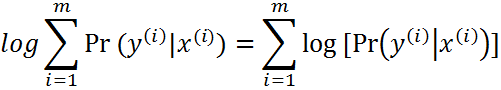 log ∑_{i=1}^{m} Pr (y^{(i)}|x^{(i)}) = ∑_{i=1}^{m} log [Pr(y^{(i)}|x^{(i)})]